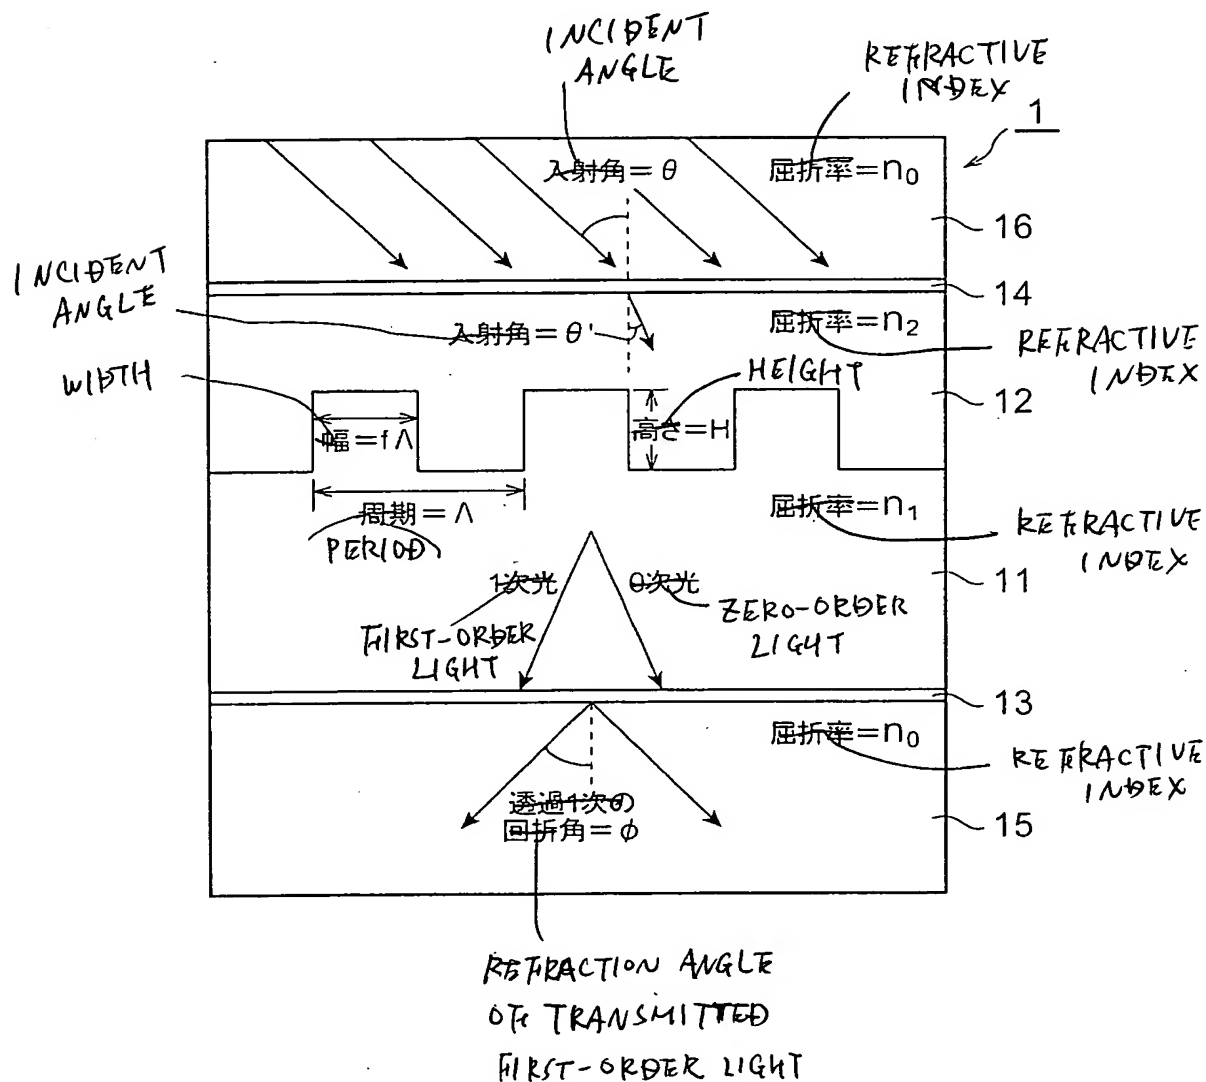 INCIDENT
ANGLE
REFRACTIVE
INDEX
1
入射角=θ
屈折率=n₀
16
INCIDENT
ANGLE
14
入射角=θ'
屈折率=n₂
REFRACTIVE
INDEX
WIDTH
HEIGHT
12
幅=fΛ
高さ=H
周期=Λ
PERIOD
屈折率=n₁
REFRACTIVE
INDEX
11
1次光
0次光
FIRST-ORDER
LIGHT
ZERO-ORDER
LIGHT
13
屈折率=n₀
REFRACTIVE
INDEX
透過1次の
回折角=φ
15
REFRACTION ANGLE
OF TRANSMITTED
FIRST-ORDER LIGHT